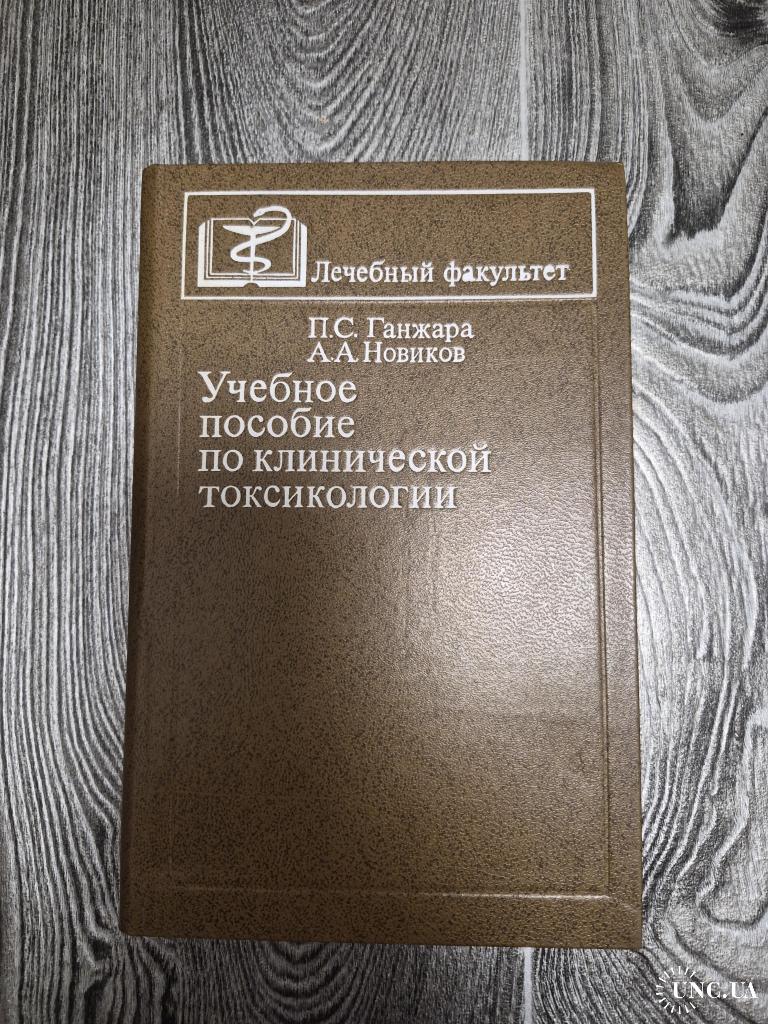 Лечебный факультет
П.С. Ганжара
А.А. Новиков
Учебное
пособие
по клинической
токсикологии
UNC.UA